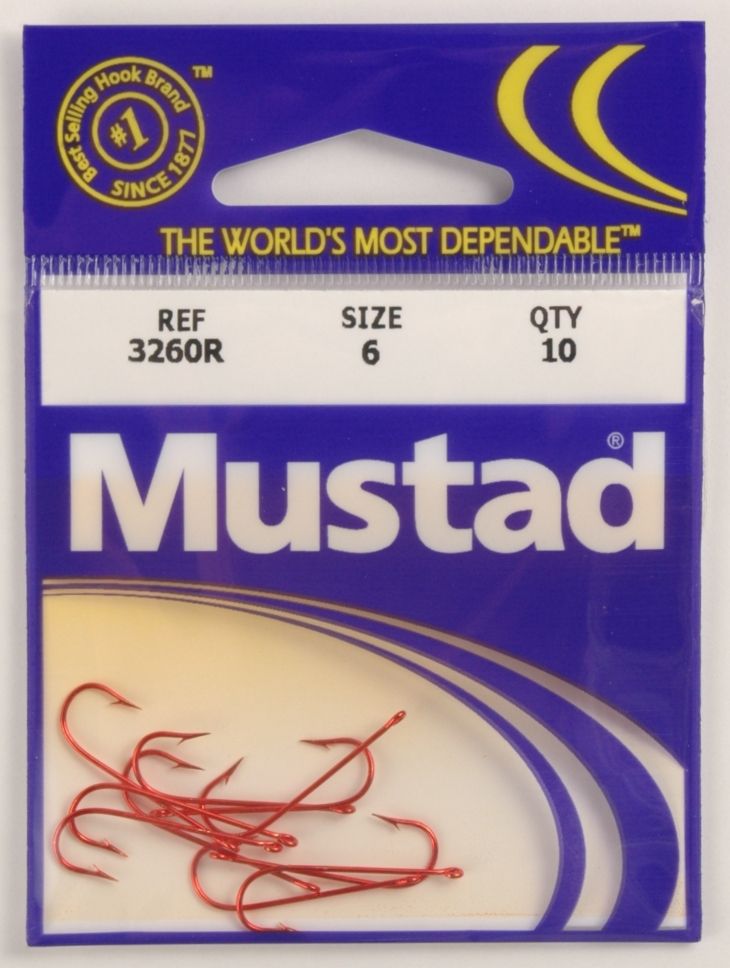 Best Selling Hook Brand
#1
SINCE 1877
TM
THE WORLD'S MOST DEPENDABLE™
REF SIZE QTY
3260R 6 10
Mustad®